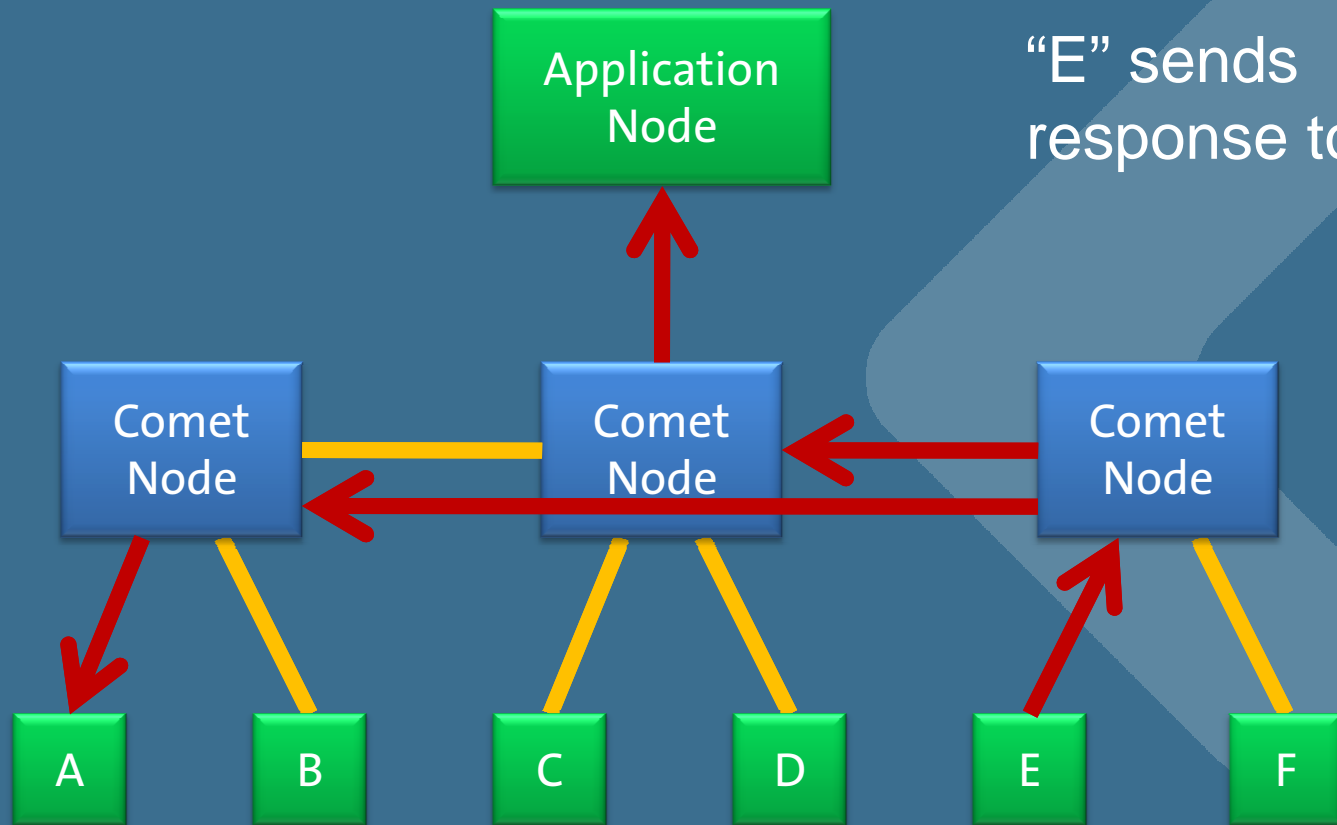 Application
Node
“E” sends
response to
Comet
Node
Comet
Node
Comet
Node
A
B
C
D
E
F